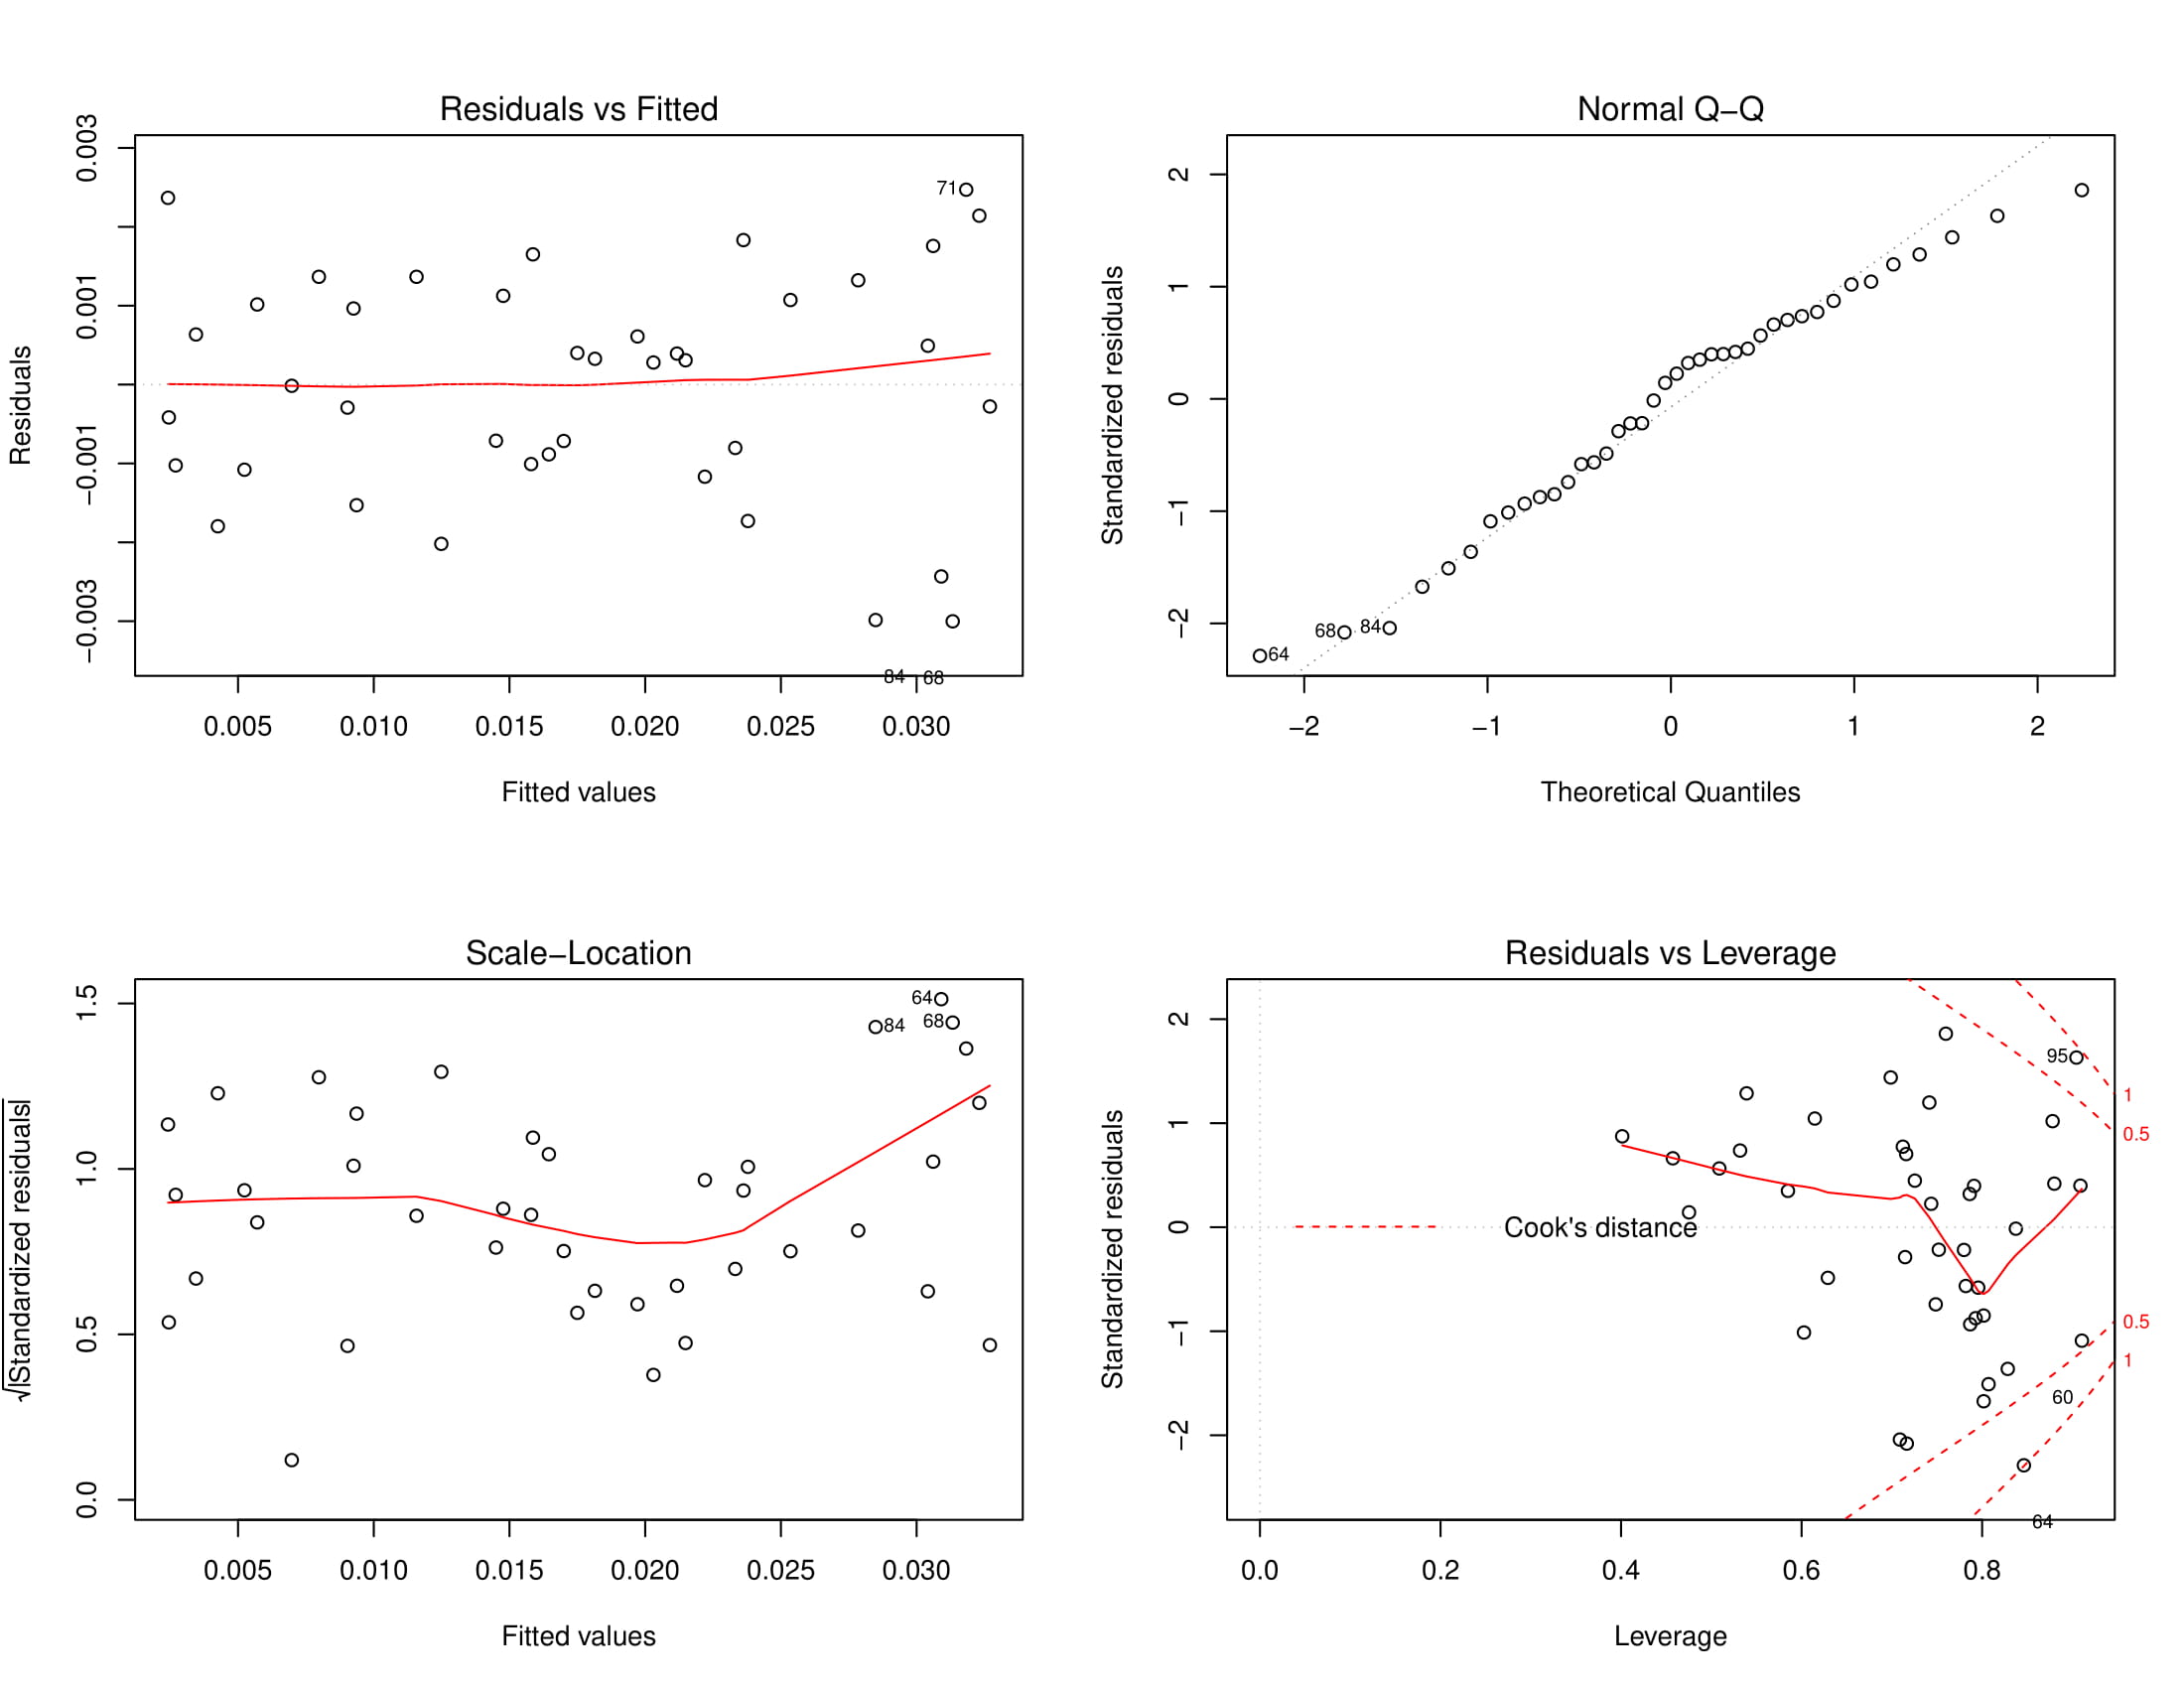 Residuals vs Fitted
Residuals
0.003
0.001
−0.001
−0.003
71
84 68
0.005 0.010 0.015 0.020 0.025 0.030
Fitted values
Normal Q−Q
Standardized residuals
2
1
0
−1
−2
64
68
84
−2 −1 0 1 2
Theoretical Quantiles
Scale−Location
√|Standardized residuals|
1.5
1.0
0.5
0.0
64
84
68
0.005 0.010 0.015 0.020 0.025 0.030
Fitted values
Residuals vs Leverage
Standardized residuals
2
1
0
−1
−2
95
1
0.5
Cook's distance
0.5
1
60
64
0.0 0.2 0.4 0.6 0.8
Leverage